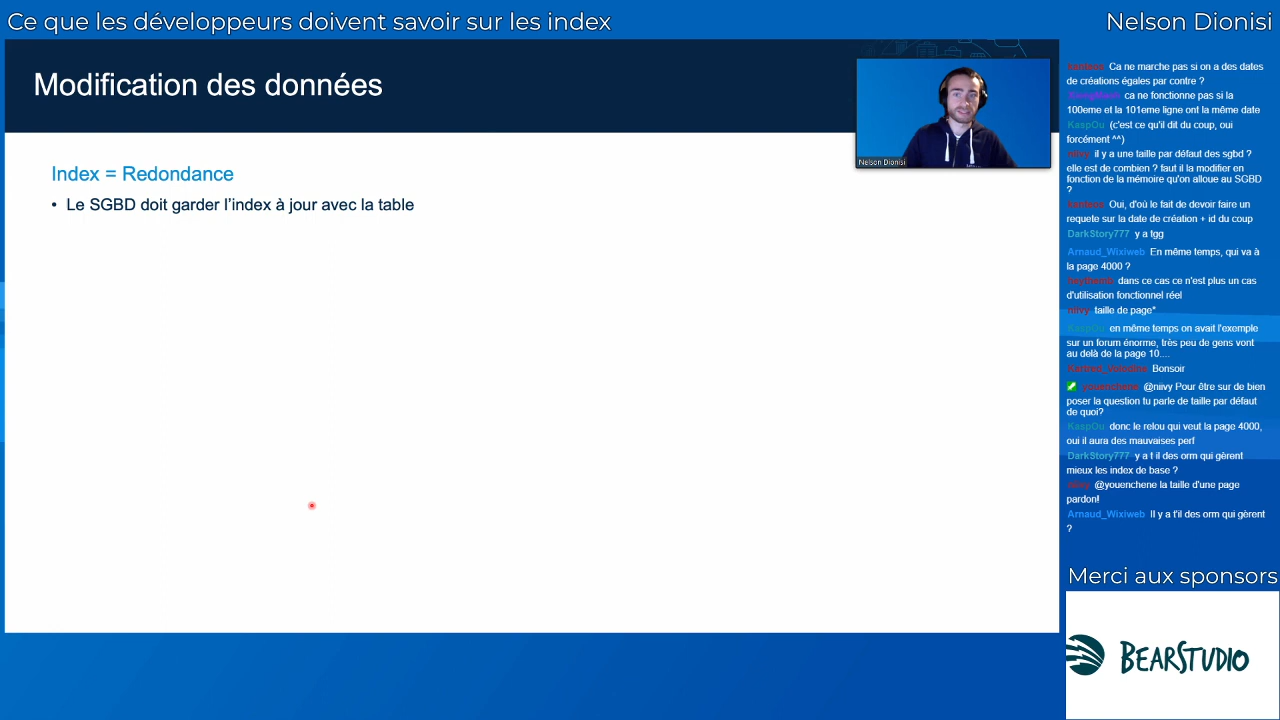 Ce que les développeurs doivent savoir sur les index
Nelson Dionisi
Modification des données
Nelson Dionisi
Index = Redondance
• Le SGBD doit garder l'index à jour avec la table
Ca ne marche pas si on a des dates
de créations égales par contre ?
ca ne fonctionne pas si la
100eme et la 101eme ligne ont la même date
KaspOu (c'est ce qu'il dit du coup, oui
forcément ^^)
niivy il y a une taille par défaut des sgbd ?
elle est de combien ? faut il la modifier en
fonction de la mémoire qu'on alloue au SGBD
?
Oui, d'où le fait de devoir faire un
requete sur la date de création + id du coup
DarkStory777 y a tgg
Arnaud_Wixiweb En même temps, qui va à
la page 4000 ?
dans ce cas ce n'est plus un cas
d'utilisation fonctionnel réel
niivy taille de page*
KaspOu en même temps on avait l'exemple
sur un forum énorme, très peu de gens vont
au delà de la page 10....
Bonsoir
youenchene @niivy Pour être sur de bien
poser la question tu parle de taille par défaut
de quoi?
KaspOu donc le relou qui veut la page 4000,
oui il aura des mauvaises perf
DarkStory777 y a t il des orm qui gèrent
mieux les index de base ?
niivy @youenchene la taille d'une page
pardon!
Arnaud_Wixiweb Il y a t'il des orm qui gèrent
?
Merci aux sponsors
BEARSTUDIO